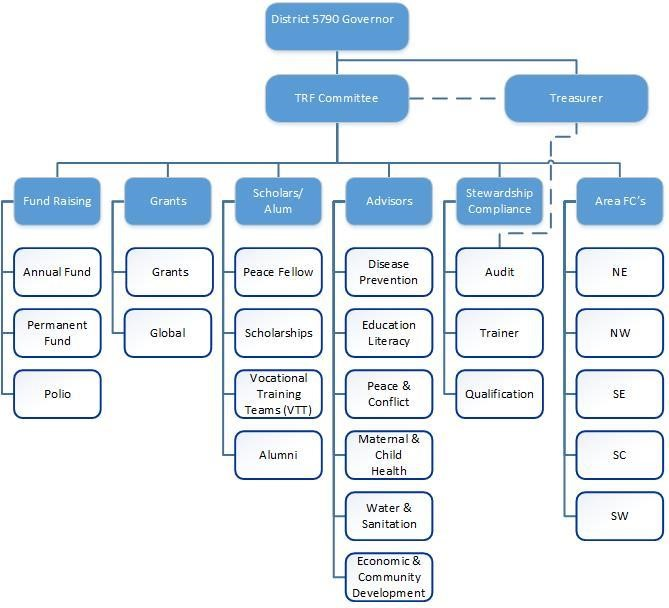 District 5790 Governor
TRF Committee
Treasurer
Fund Raising
Grants
Scholars/
Alum
Advisors
Stewardship
Compliance
Area FC's
Annual Fund
Grants
Peace Fellow
Disease
Prevention
Audit
NE
Permanent
Fund
Global
Scholarships
Education
Literacy
Trainer
NW
Polio
Vocational
Training
Teams (VTT)
Peace &
Conflict
Qualification
SE
Alumni
Maternal &
Child
Health
SC
Water &
Sanitation
SW
Economic &
Community
Development